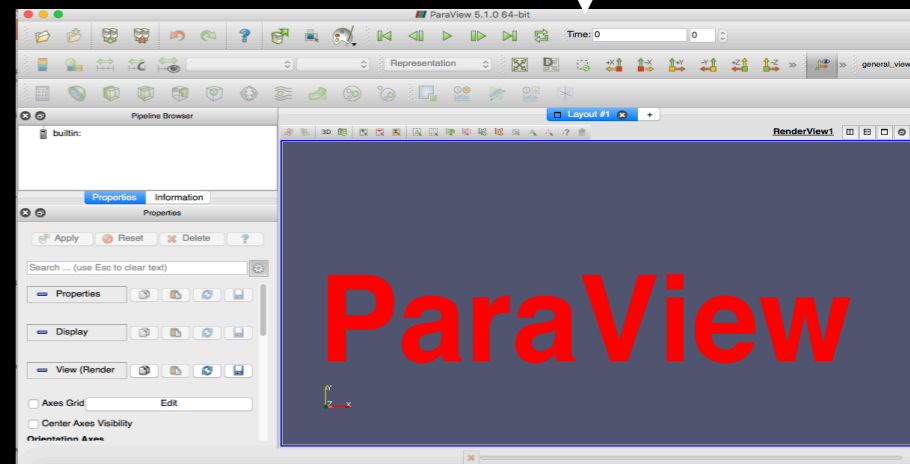 ParaView 5.1.0 64-bit
Time: 0 0
Representation
+X -X +Y -Y +Z -Z » » general_view
Pipeline Browser
Layout #1 +
builtin:
3D RenderView1
Properties Information
Properties
Apply Reset Delete ?
Search ... (use Esc to clear text)
Properties
Display
View (Render
Axes Grid Edit
Center Axes Visibility
Orientation Axes
ParaView
Y
Z X